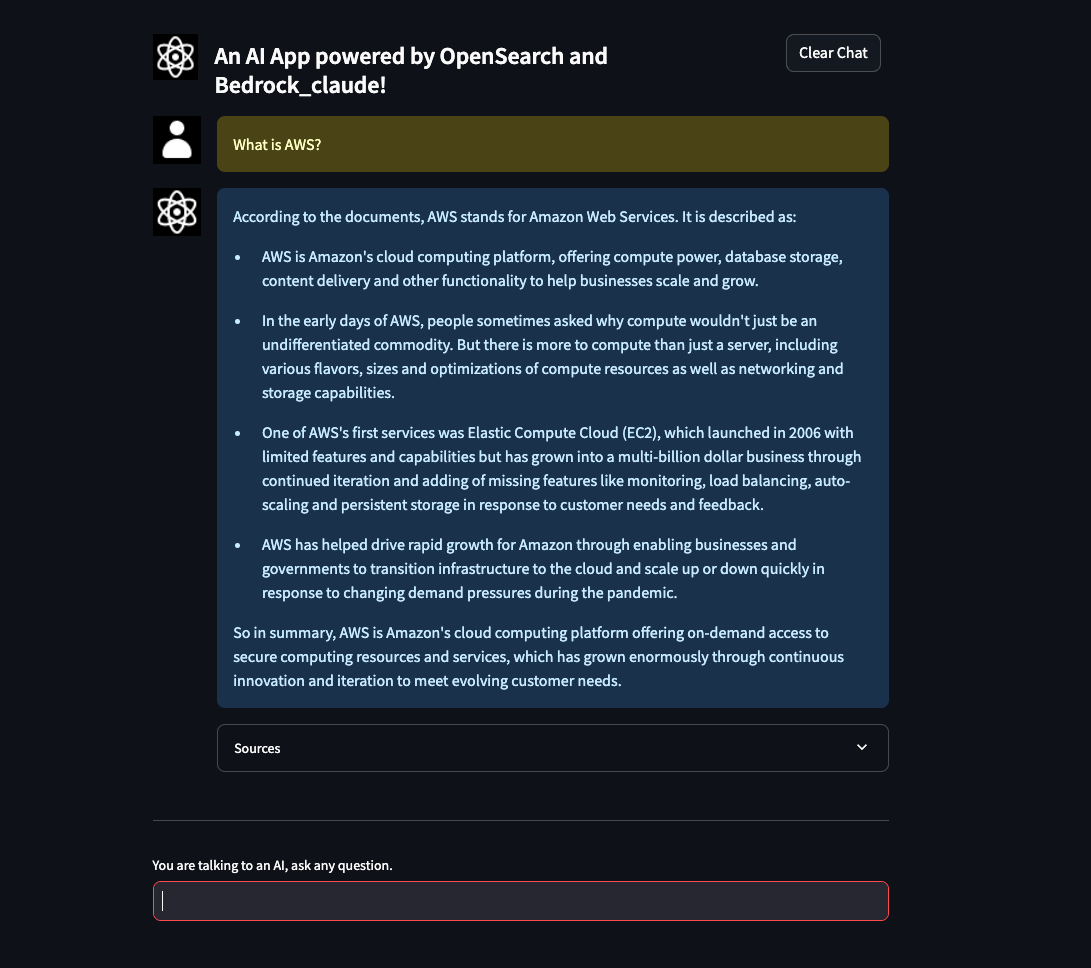 An AI App powered by OpenSearch and
Bedrock_claude!
Clear Chat
What is AWS?
According to the documents, AWS stands for Amazon Web Services. It is described as:
• AWS is Amazon's cloud computing platform, offering compute power, database storage,
content delivery and other functionality to help businesses scale and grow.
• In the early days of AWS, people sometimes asked why compute wouldn't just be an
undifferentiated commodity. But there is more to compute than just a server, including
various flavors, sizes and optimizations of compute resources as well as networking and
storage capabilities.
• One of AWS's first services was Elastic Compute Cloud (EC2), which launched in 2006 with
limited features and capabilities but has grown into a multi-billion dollar business through
continued iteration and adding of missing features like monitoring, load balancing, auto-
scaling and persistent storage in response to customer needs and feedback.
• AWS has helped drive rapid growth for Amazon through enabling businesses and
governments to transition infrastructure to the cloud and scale up or down quickly in
response to changing demand pressures during the pandemic.
So in summary, AWS is Amazon's cloud computing platform offering on-demand access to
secure computing resources and services, which has grown enormously through continuous
innovation and iteration to meet evolving customer needs.
Sources
You are talking to an AI, ask any question.